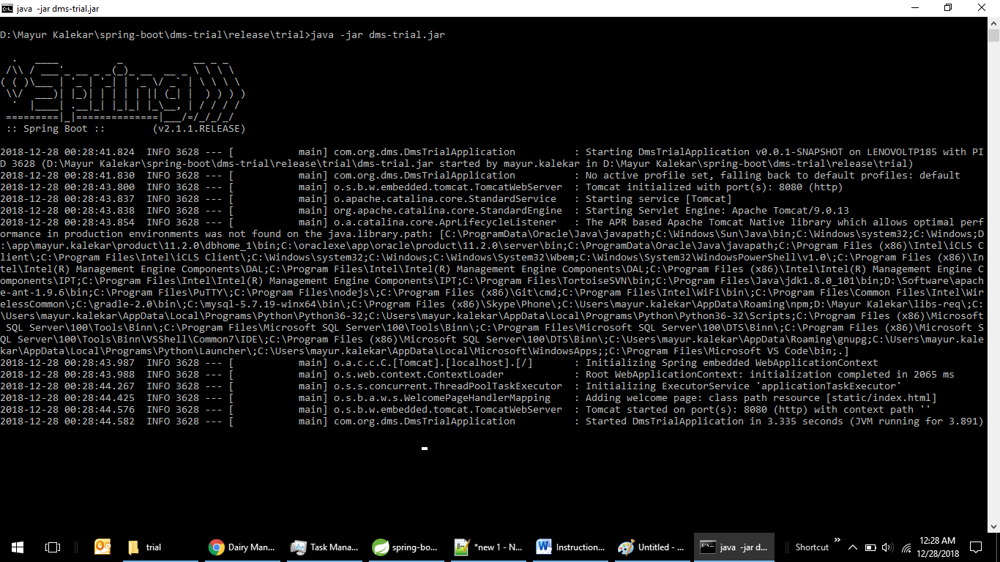 java -jar dms-trial.jar
D:\Mayur Kalekar\spring-boot\dms-trial\release\trial>java -jar dms-trial.jar
  .   ____          _            __ _ _
 /\\ / ___'_ __ _ _(_)_ __  __ _ \ \ \ \
( ( )\___ | '_ | '_| | '_ \/ _` | \ \ \ \
 \\/  ___)| |_)| | | | | || (_| |  ) ) ) )
  '  |____| .__|_| |_|_| |_\__, | / / / /
 =========|_|==============|___/=/_/_/_/
 :: Spring Boot ::        (v2.1.1.RELEASE)
2018-12-28 00:28:41.824  INFO 3628 --- [           main] com.org.dms.DmsTrialApplication          : Starting DmsTrialApplication v0.0.1-SNAPSHOT on LENOVOLTP185 with PI
D 3628 (D:\Mayur Kalekar\spring-boot\dms-trial\release\trial\dms-trial.jar started by mayur.kalekar in D:\Mayur Kalekar\spring-boot\dms-trial\release\trial)
2018-12-28 00:28:41.830  INFO 3628 --- [           main] com.org.dms.DmsTrialApplication          : No active profile set, falling back to default profiles: default
2018-12-28 00:28:43.800  INFO 3628 --- [           main] o.s.b.w.embedded.tomcat.TomcatWebServer  : Tomcat initialized with port(s): 8080 (http)
2018-12-28 00:28:43.837  INFO 3628 --- [           main] o.apache.catalina.core.StandardService   : Starting service [Tomcat]
2018-12-28 00:28:43.838  INFO 3628 --- [           main] org.apache.catalina.core.StandardEngine  : Starting Servlet Engine: Apache Tomcat/9.0.13
2018-12-28 00:28:43.854  INFO 3628 --- [           main] o.a.catalina.core.AprLifecycleListener   : The APR based Apache Tomcat Native library which allows optimal perf
ormance in production environments was not found on the java.library.path: [C:\ProgramData\Oracle\Java\javapath;C:\Windows\Sun\Java\bin;C:\Windows\system32;C:\Windows;D
:\app\mayur.kalekar\product\11.2.0\dbhome_1\bin;C:\oraclexe\app\oracle\product\11.2.0\server\bin;C:\ProgramData\Oracle\Java\javapath;C:\Program Files (x86)\Intel\iCLS C
lient\;C:\Program Files\Intel\iCLS Client\;C:\Windows\system32;C:\Windows;C:\Windows\System32\Wbem;C:\Windows\System32\WindowsPowerShell\v1.0\;C:\Program Files (x86)\In
tel\Intel(R) Management Engine Components\DAL;C:\Program Files\Intel\Intel(R) Management Engine Components\DAL;C:\Program Files (x86)\Intel\Intel(R) Management Engine C
omponents\IPT;C:\Program Files\Intel\Intel(R) Management Engine Components\IPT;C:\Program Files\TortoiseSVN\bin;C:\Program Files\Java\jdk1.8.0_101\bin;D:\Software\apach
e-ant-1.9.6\bin;C:\Program Files\PuTTY\;C:\Program Files\nodejs\;C:\Program Files (x86)\Git\cmd;C:\Program Files\Intel\WiFi\bin\;C:\Program Files\Common Files\Intel\Wir
elessCommon\;C:\gradle-2.0\bin\;C:\mysql-5.7.19-winx64\bin\;C:\Program Files (x86)\Skype\Phone\;C:\Users\mayur.kalekar\AppData\Roaming\npm;D:\Mayur Kalekar\libs-req\;C:
\Users\mayur.kalekar\AppData\Local\Programs\Python\Python36-32;C:\Users\mayur.kalekar\AppData\Local\Programs\Python\Python36-32\Scripts;C:\Program Files (x86)\Microsoft
 SQL Server\100\Tools\Binn\;C:\Program Files\Microsoft SQL Server\100\Tools\Binn\;C:\Program Files\Microsoft SQL Server\100\DTS\Binn\;C:\Program Files (x86)\Microsoft S
QL Server\100\Tools\Binn\VSShell\Common7\IDE\;C:\Program Files (x86)\Microsoft SQL Server\100\DTS\Binn\;C:\Users\mayur.kalekar\AppData\Roaming\gnupg;C:\Users\mayur.kale
kar\AppData\Local\Programs\Python\Launcher\;C:\Users\mayur.kalekar\AppData\Local\Microsoft\WindowsApps;;C:\Program Files\Microsoft VS Code\bin;.]
2018-12-28 00:28:43.987  INFO 3628 --- [           main] o.a.c.c.C.[Tomcat].[localhost].[/]       : Initializing Spring embedded WebApplicationContext
2018-12-28 00:28:43.988  INFO 3628 --- [           main] o.s.web.context.ContextLoader            : Root WebApplicationContext: initialization completed in 2065 ms
2018-12-28 00:28:44.267  INFO 3628 --- [           main] o.s.s.concurrent.ThreadPoolTaskExecutor  : Initializing ExecutorService 'applicationTaskExecutor'
2018-12-28 00:28:44.425  INFO 3628 --- [           main] o.s.b.a.w.s.WelcomePageHandlerMapping    : Adding welcome page: class path resource [static/index.html]
2018-12-28 00:28:44.576  INFO 3628 --- [           main] o.s.b.w.embedded.tomcat.TomcatWebServer  : Tomcat started on port(s): 8080 (http) with context path ''
2018-12-28 00:28:44.582  INFO 3628 --- [           main] com.org.dms.DmsTrialApplication          : Started DmsTrialApplication in 3.335 seconds (JVM running for 3.891)
trial
Dairy Man...
Task Mana...
spring-bo...
*new 1 - N...
Instruction...
Untitled - ...
java -jar d...
Shortcut
12:28 AM
12/28/2018